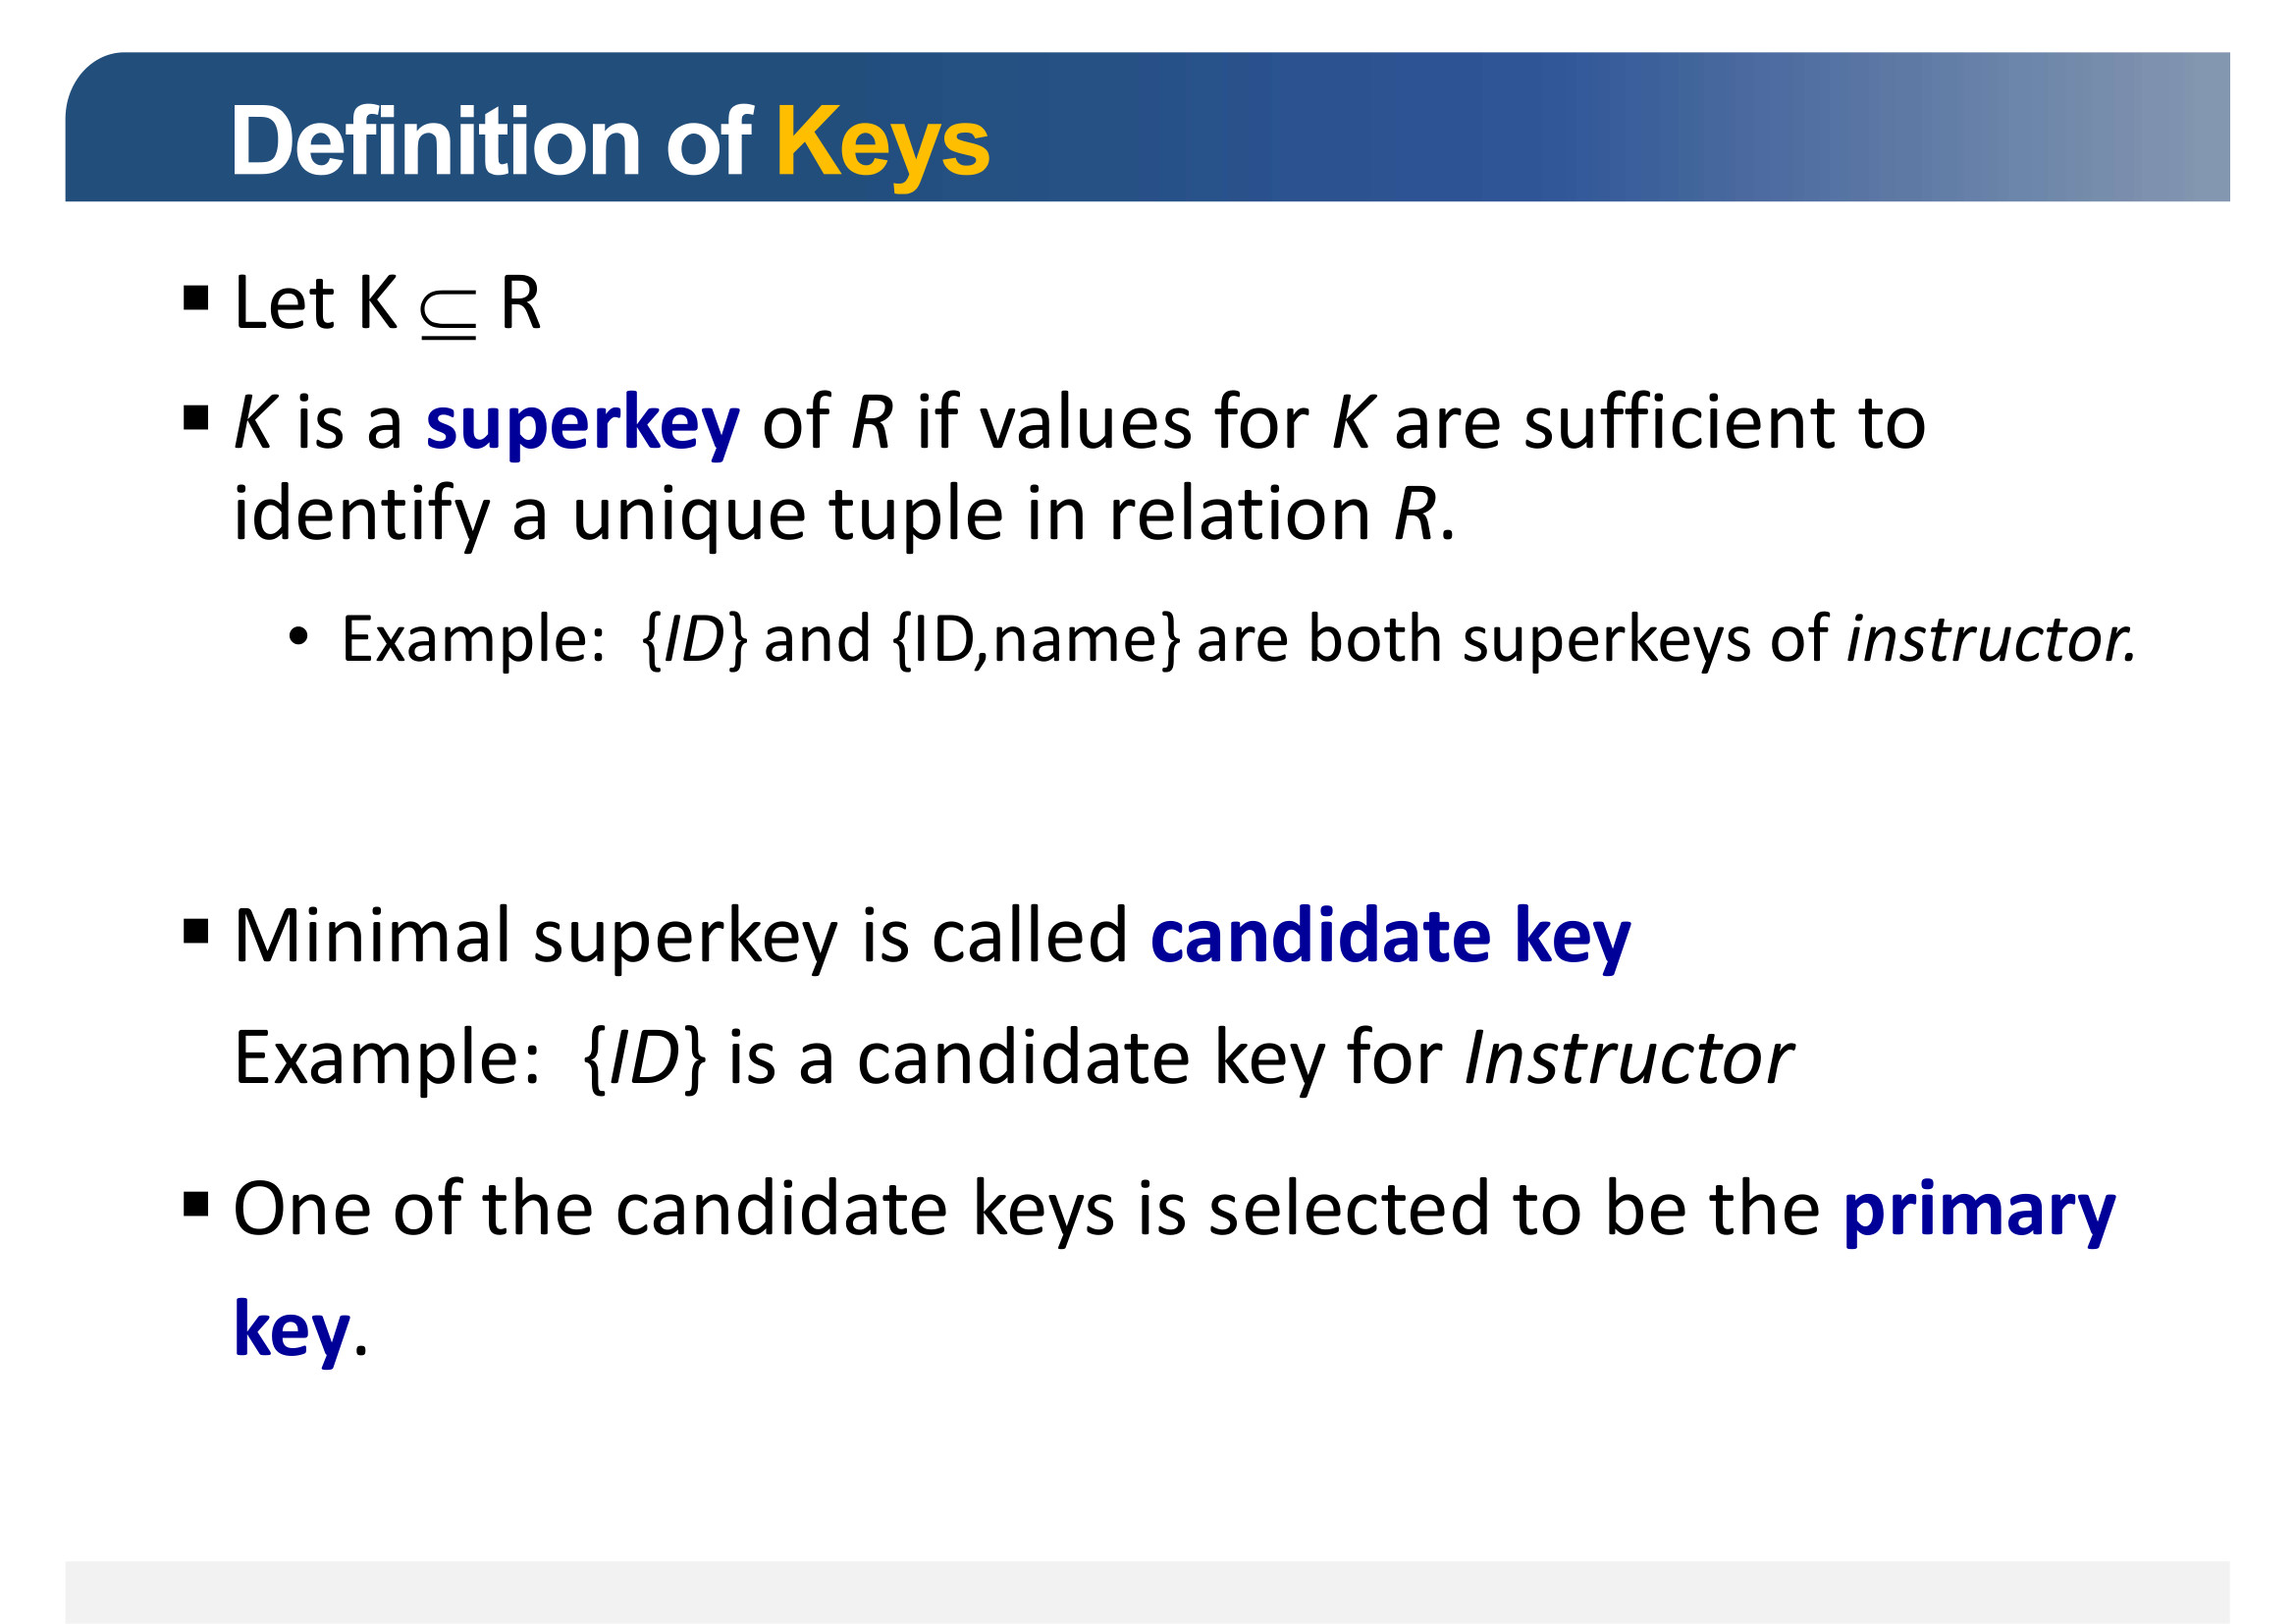 Definition of Keys
▪ Let K ⊆ R
▪ K is a superkey of R if values for K are sufficient to
identify a unique tuple in relation R.
• Example: {ID} and {ID,name} are both superkeys of instructor.
▪ Minimal superkey is called candidate key
Example: {ID} is a candidate key for Instructor
▪ One of the candidate keys is selected to be the primary
key.